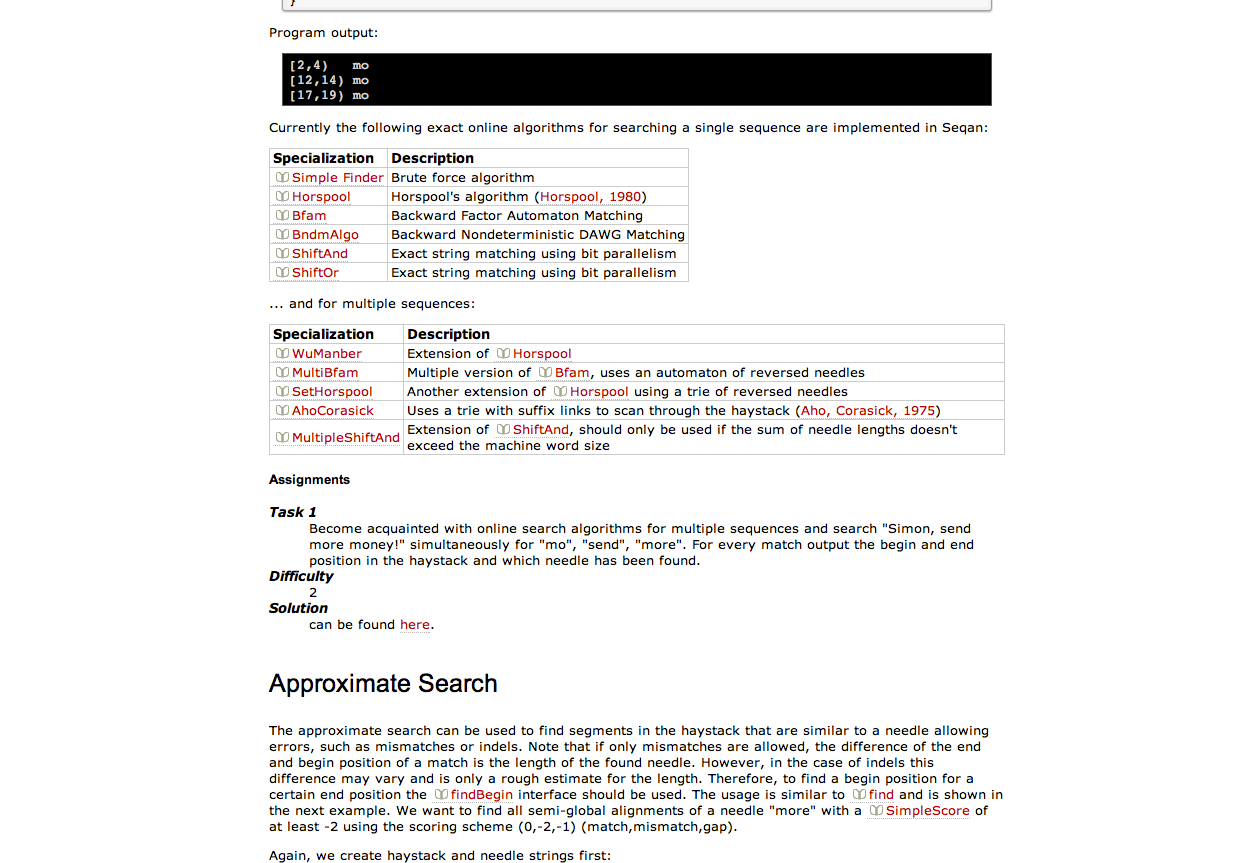 }
Program output:
[2,4)   mo
[12,14) mo
[17,19) mo
Currently the following exact online algorithms for searching a single sequence are implemented in Seqan:
Specialization Description
Simple Finder Brute force algorithm
Horspool Horspool's algorithm (Horspool, 1980)
Bfam Backward Factor Automaton Matching
BndmAlgo Backward Nondeterministic DAWG Matching
ShiftAnd Exact string matching using bit parallelism
ShiftOr Exact string matching using bit parallelism
... and for multiple sequences:
Specialization Description
WuManber Extension of Horspool
MultiBfam Multiple version of Bfam, uses an automaton of reversed needles
SetHorspool Another extension of Horspool using a trie of reversed needles
AhoCorasick Uses a trie with suffix links to scan through the haystack (Aho, Corasick, 1975)
MultipleShiftAnd Extension of ShiftAnd, should only be used if the sum of needle lengths doesn't
exceed the machine word size
Assignments
Task 1
Become acquainted with online search algorithms for multiple sequences and search "Simon, send
more money!" simultaneously for "mo", "send", "more". For every match output the begin and end
position in the haystack and which needle has been found.
Difficulty
2
Solution
can be found here.
Approximate Search
The approximate search can be used to find segments in the haystack that are similar to a needle allowing
errors, such as mismatches or indels. Note that if only mismatches are allowed, the difference of the end
and begin position of a match is the length of the found needle. However, in the case of indels this
difference may vary and is only a rough estimate for the length. Therefore, to find a begin position for a
certain end position the findBegin interface should be used. The usage is similar to find and is shown in
the next example. We want to find all semi-global alignments of a needle "more" with a SimpleScore of
at least -2 using the scoring scheme (0,-2,-1) (match,mismatch,gap).
Again, we create haystack and needle strings first: